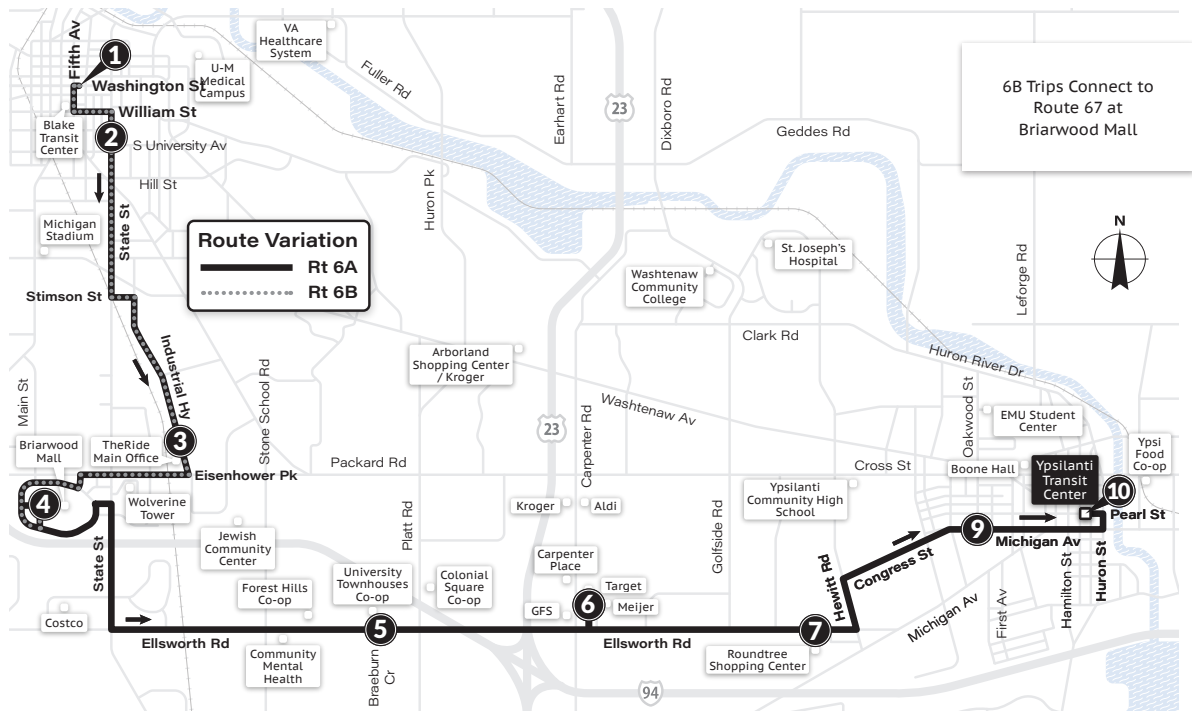 Fifth Av
1
Washington St
William St
Blake
Transit
Center
2
S University Av
Hill St
U-M
Medical
Campus
VA
Healthcare
System
Fuller Rd
Huron Pk
Earhart Rd
23
Dixboro Rd
Geddes Rd
6B Trips Connect to
Route 67 at
Briarwood Mall
N
Michigan
Stadium
State St
Route Variation
Rt 6A
Rt 6B
Stimson St
Industrial Hy
Washtenaw
Community
College
St. Joseph's
Hospital
Leforge Rd
Clark Rd
Huron River Dr
Arborland
Shopping Center
/ Kroger
Washtenaw Av
Main St
Stone School Rd
23
Carpenter Rd
Oakwood St
EMU Student
Center
Briarwood
Mall
TheRide
Main Office
3
Eisenhower Pk
Packard Rd
Cross St
Boone Hall
Ypsilanti
Transit
Center
Ypsi
Food
Co-op
10
Pearl St
4
Wolverine
Tower
Platt Rd
Kroger
Aldi
Golfside Rd
Ypsilanti
Community High
School
9
Michigan Av
State St
Jewish
Community
Center
Forest Hills
Co-op
University
Townhouses
Co-op
Colonial
Square
Co-op
Carpenter
Place
Target
Meijer
GFS
6
Hewitt Rd
Congress St
Michigan Av
First Av
Hamilton St
Huron St
Costco
Ellsworth Rd
5
Ellsworth Rd
7
Community
Mental
Health
Braeburn
Cr
Roundtree
Shopping Center
94